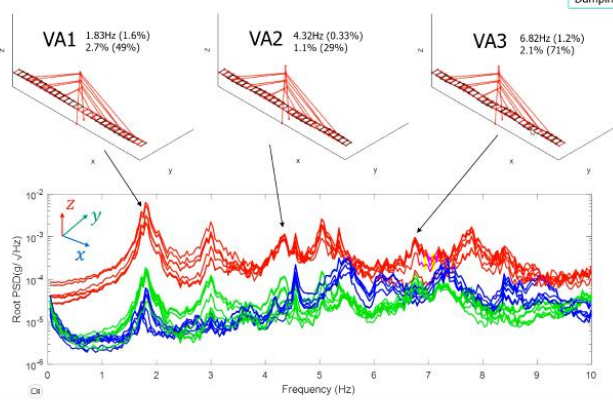 Dampin
VA1
1.83Hz (1.6%)
2.7% (49%)
VA2
4.32Hz (0.33%)
1.1% (29%)
VA3
6.82Hz (1.2%)
2.1% (71%)
z
x
y
z
x
y
z
x
y
z
y
x
10-2
10-3
10-4
10-5
10-6
Root PSD(g/√Hz)
0
1
2
3
4
5
6
7
8
9
10
Frequency (Hz)